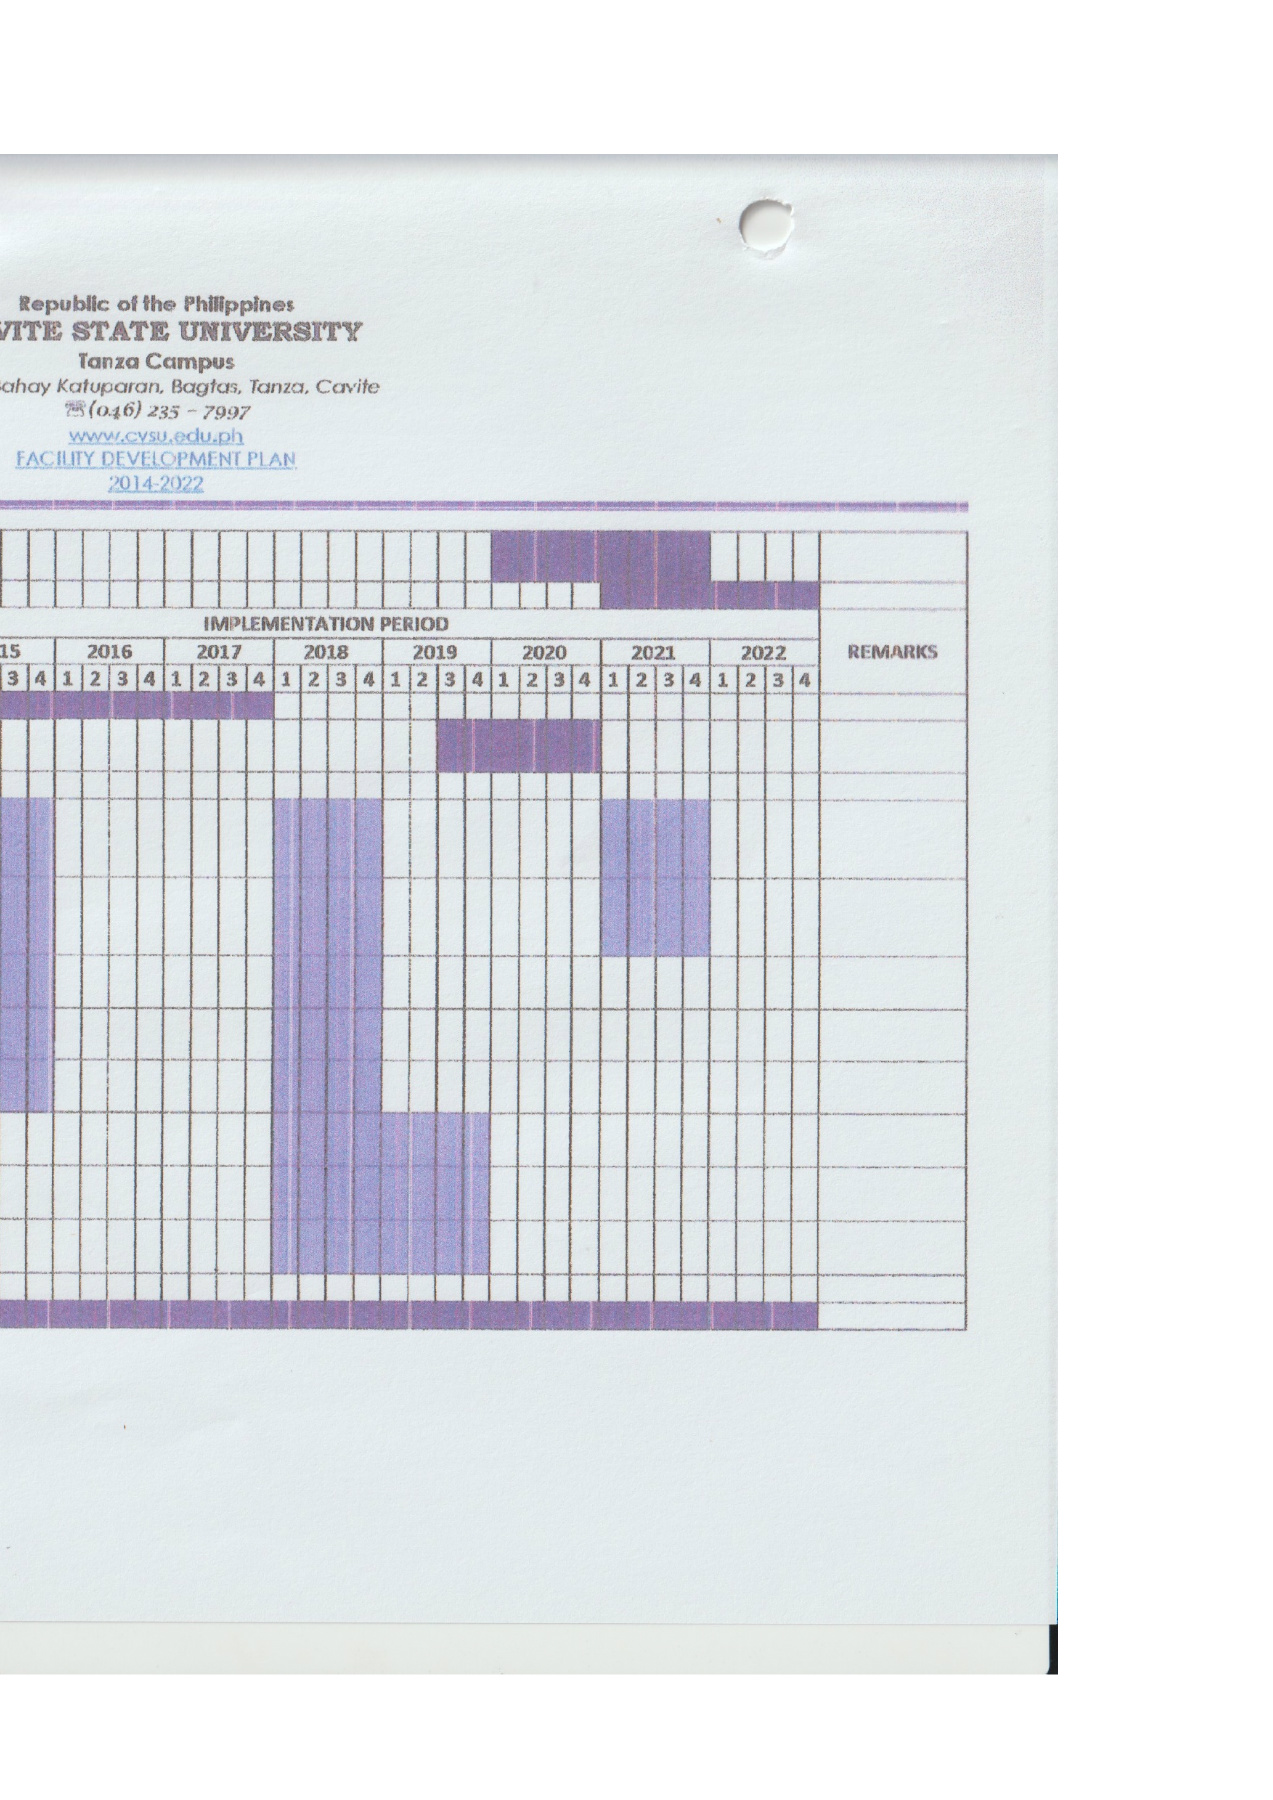 Republic of the Philippines
VITE STATE UNIVERSITY
Tanza Campus
ahay Katuparan, Bagtas, Tanza, Cavite
☏(046) 235 – 7997
www.cvsu.edu.ph
FACILITY DEVELOPMENT PLAN
2014-2022
IMPLEMENTATION PERIOD
15 2016 2017 2018 2019 2020 2021 2022 REMARKS
3 4 1 2 3 4 1 2 3 4 1 2 3 4 1 2 3 4 1 2 3 4 1 2 3 4 1 2 3 4